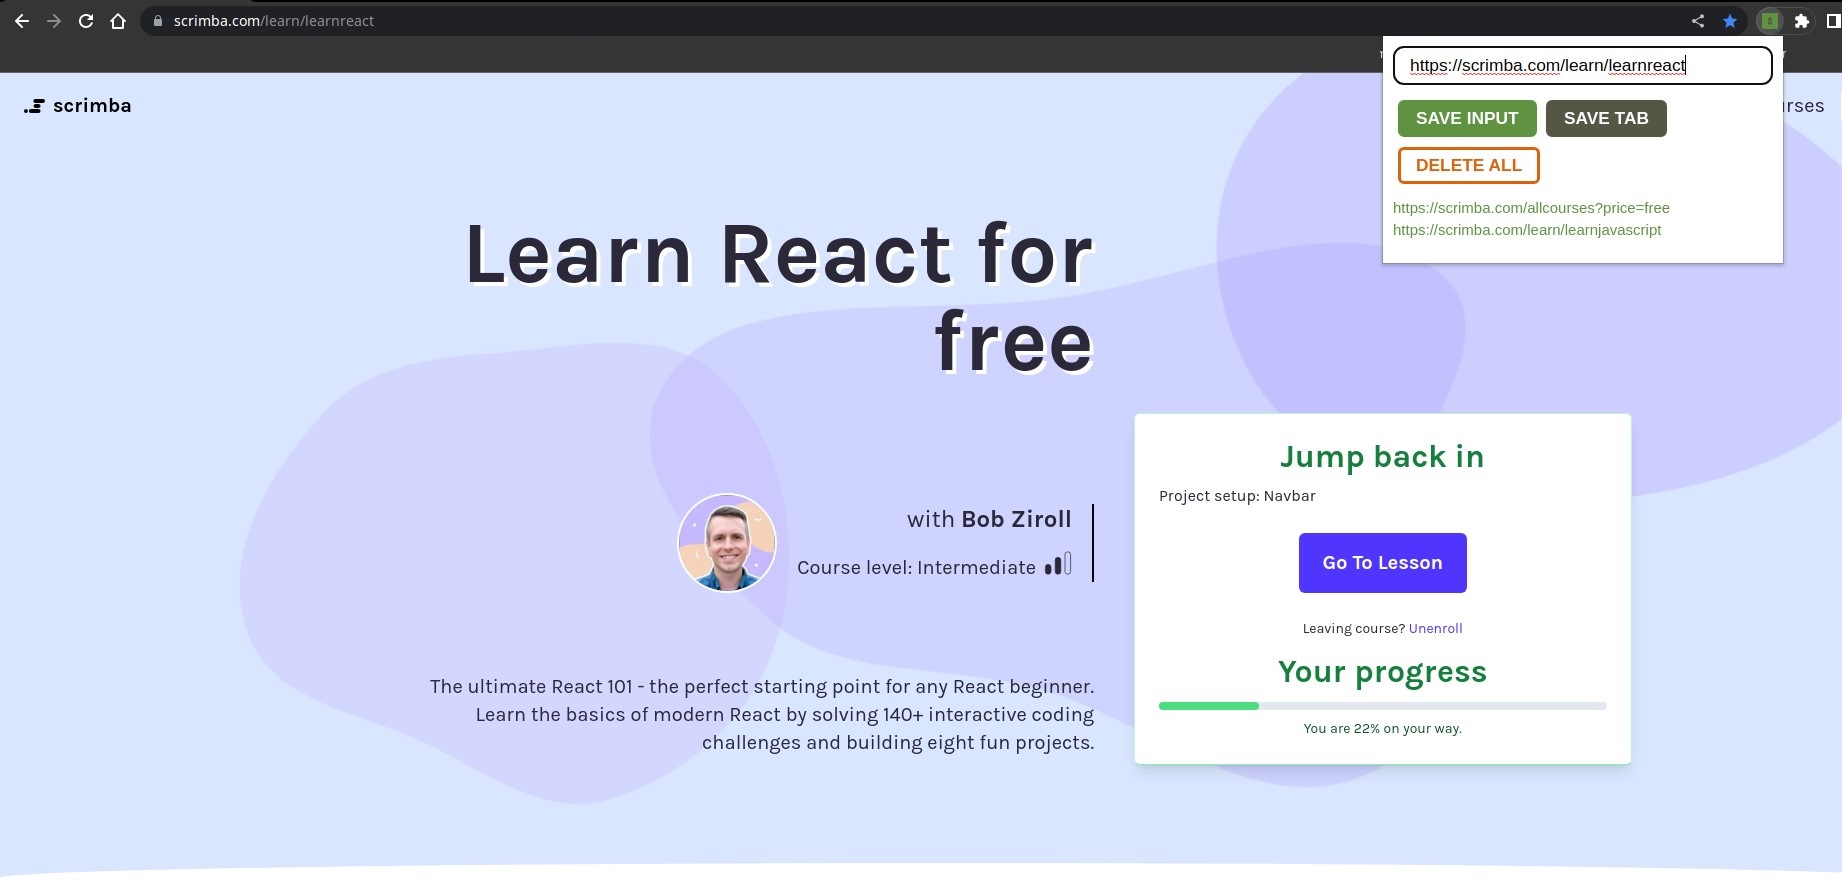 scrimba.com/learn/learnreact
https://scrimba.com/learn/learnreact
SAVE INPUT SAVE TAB
DELETE ALL
https://scrimba.com/allcourses?price=free
https://scrimba.com/learn/learnjavascript
scrimba
Learn React for
free
with Bob Ziroll
Course level: Intermediate
The ultimate React 101 - the perfect starting point for any React beginner.
Learn the basics of modern React by solving 140+ interactive coding
challenges and building eight fun projects.
Jump back in
Project setup: Navbar
Go To Lesson
Leaving course? Unenroll
Your progress
You are 22% on your way.